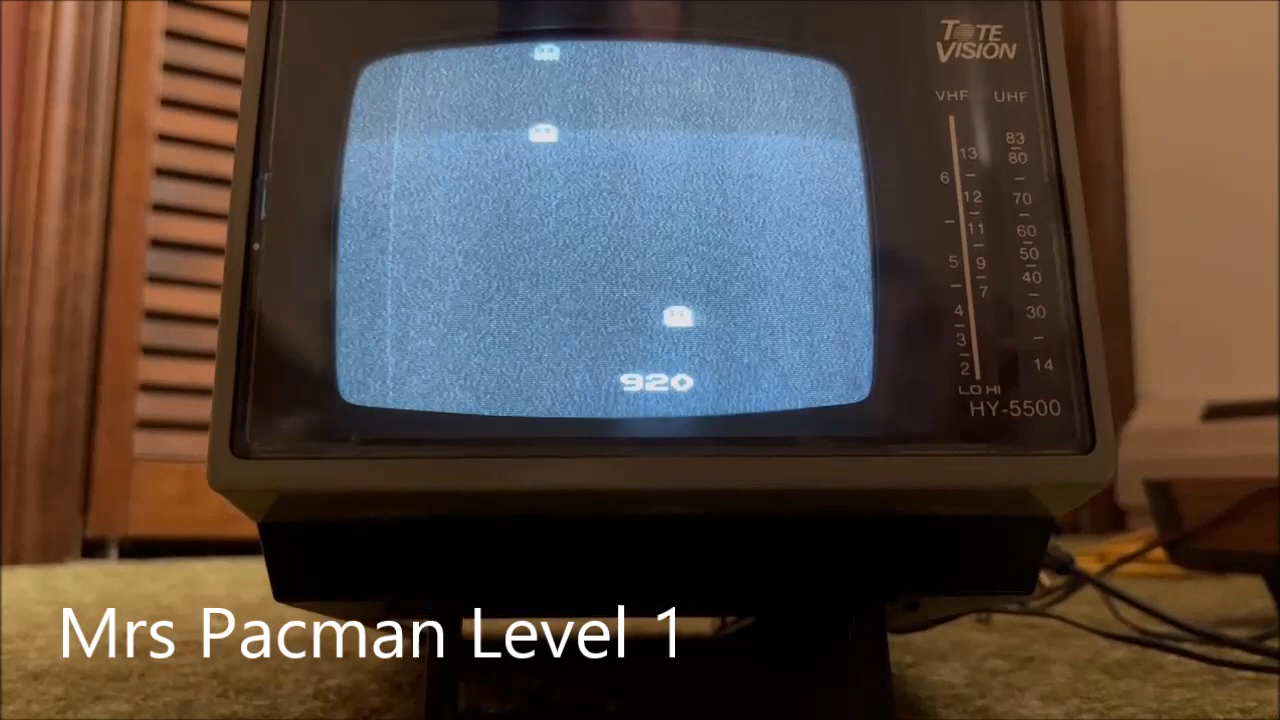 TOTE
VISION
VHF UHF
83
13 80
6
12 70
11 60
50
5 9 40
7
4 30
3
2 14
LO HI
HY-5500
920
Mrs Pacman Level 1